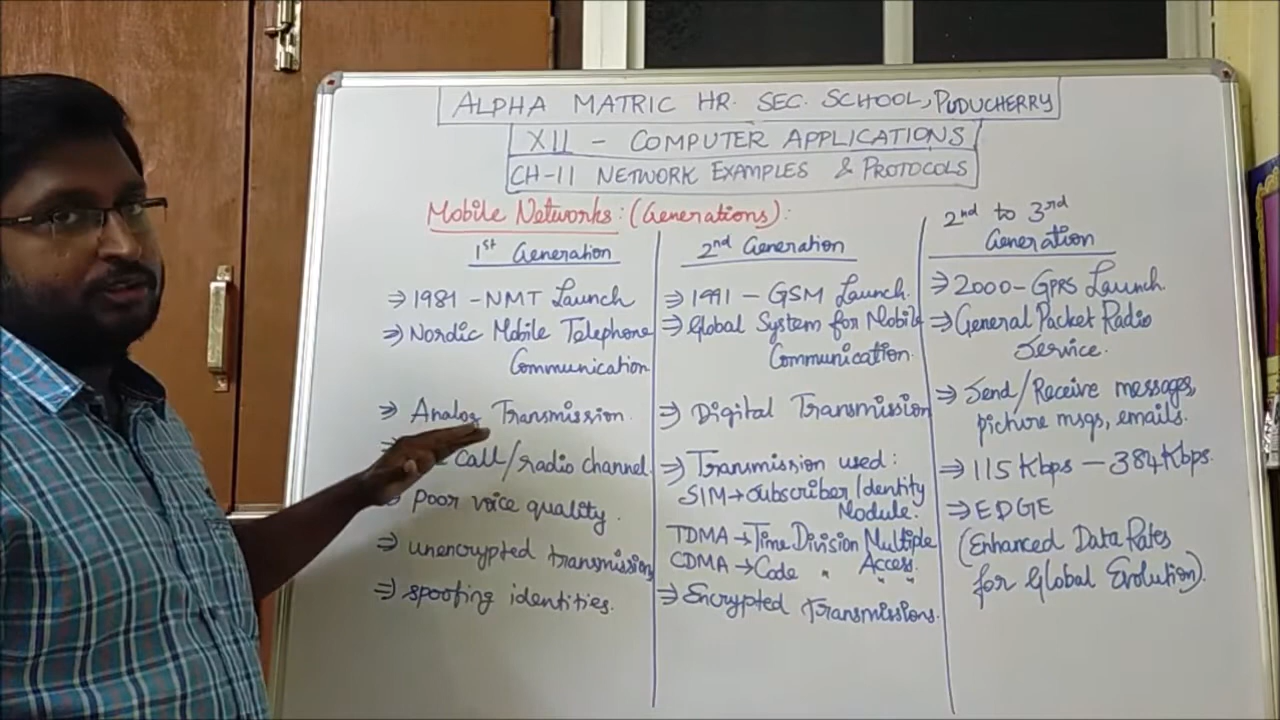 ALPHA MATRIC HR. SEC. SCHOOL, PUDUCHERRY
XII - COMPUTER APPLICATIONS
CH-11 NETWORK EXAMPLES & PROTOCOLS
Mobile Networks: (Generations):
1st Generation
⇒ 1981 - NMT Launch
⇒ Nordic Mobile Telephone
Communication
⇒ Analog Transmission.
call/radio channel.
⇒ poor voice quality.
⇒ unencrypted transmission
⇒ spoofing identities.
2nd Generation
⇒ 1991 - GSM Launch.
⇒ Global System for Mobile
Communication.
⇒ Digital Transmission
⇒ Transmission used:
SIM → Subscriber Identity
Module.
TDMA → Time Division Multiple
CDMA → Code " Access. " "
⇒ Encrypted Transmissions.
2nd to 3rd
Generation
⇒ 2000 - GPRS Launch.
⇒ General Packet Radio
Service.
⇒ Send/Receive messages,
picture msgs, emails.
⇒ 115 Kbps - 384 Kbps.
⇒ EDGE
(Enhanced Data Rates
for Global Evolution).